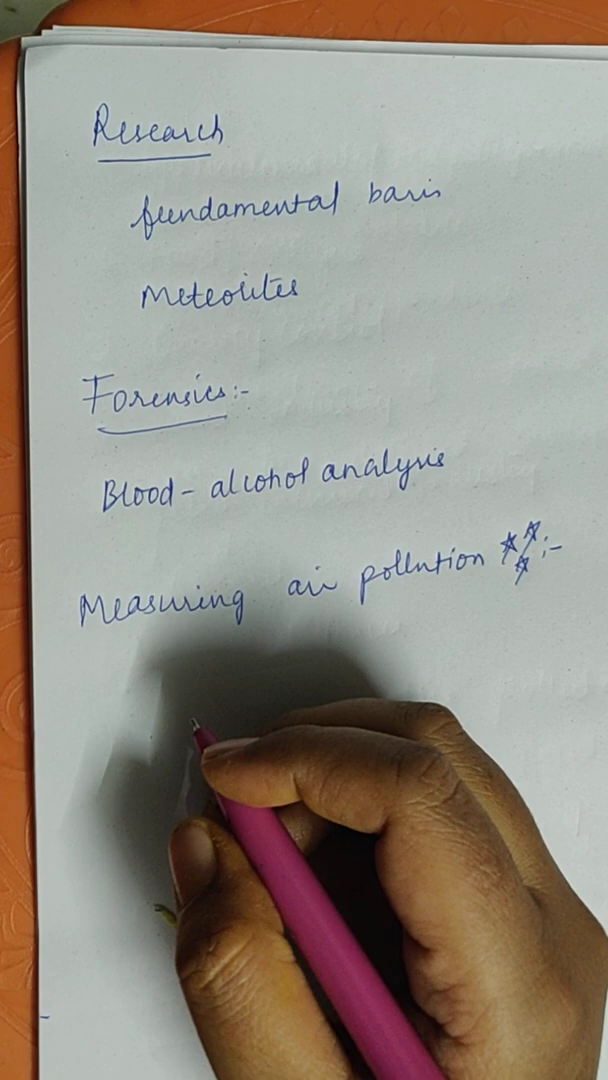 Research
fundamental basis
Meteorites
Forensics:-
Blood - alcohol analysis
Measuring air pollution ***:-